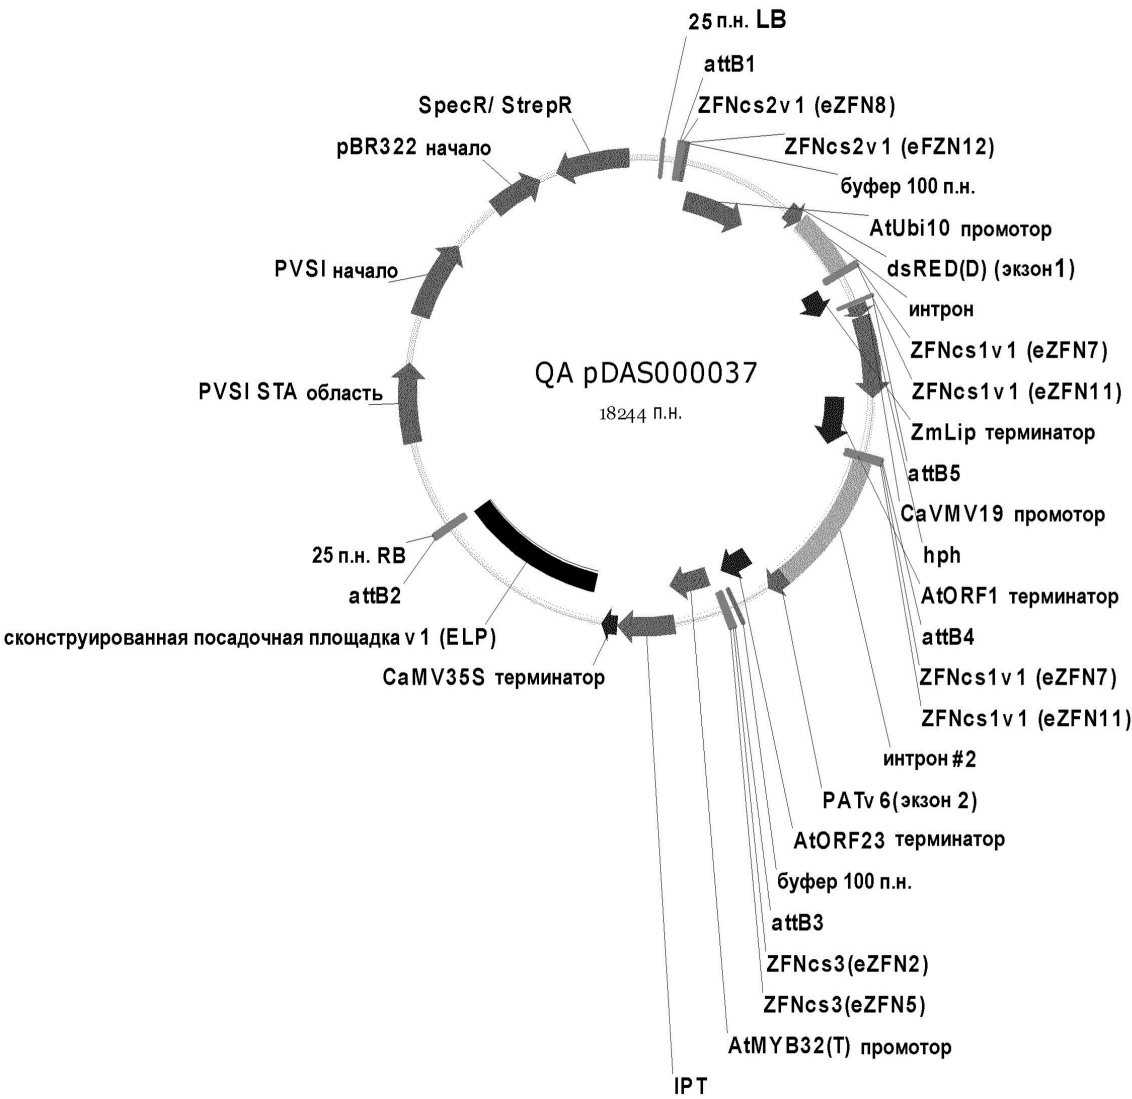 25 п.н. LB
attB1
SpecR/ StrepR
ZFNcs2v1 (eZFN8)
pBR322 начало
ZFNcs2v1 (eFZN12)
буфер 100 п.н.
AtUbi10 промотор
PVSI начало
dsRED(D) (экзон1)
интрон
ZFNcs1v1 (eZFN7)
QA pDAS000037
18244 п.н.
PVSI STA область
ZFNcs1v1 (eZFN11)
ZmLip терминатор
attB5
CaVMV19 промотор
25 п.н. RB
hph
attB2
AtORF1 терминатор
сконструированная посадочная площадка v1 (ELP)
attB4
CaMV35S терминатор
ZFNcs1v1 (eZFN7)
ZFNcs1v1 (eZFN11)
интрон #2
PATv6(экзон 2)
AtORF23 терминатор
буфер 100 п.н.
attB3
ZFNcs3(eZFN2)
ZFNcs3(eZFN5)
AtMYB32(T) промотор
IPT